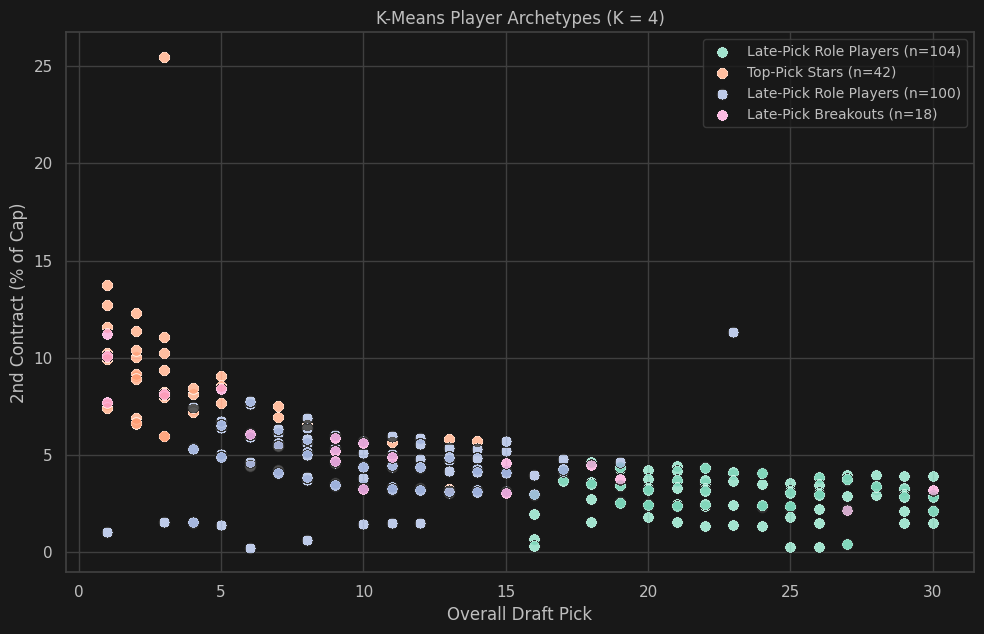 K-Means Player Archetypes (K = 4)
Late-Pick Role Players (n=104)
Top-Pick Stars (n=42)
Late-Pick Role Players (n=100)
Late-Pick Breakouts (n=18)
2nd Contract (% of Cap)
25
20
15
10
5
0
0 5 10 15 20 25 30
Overall Draft Pick